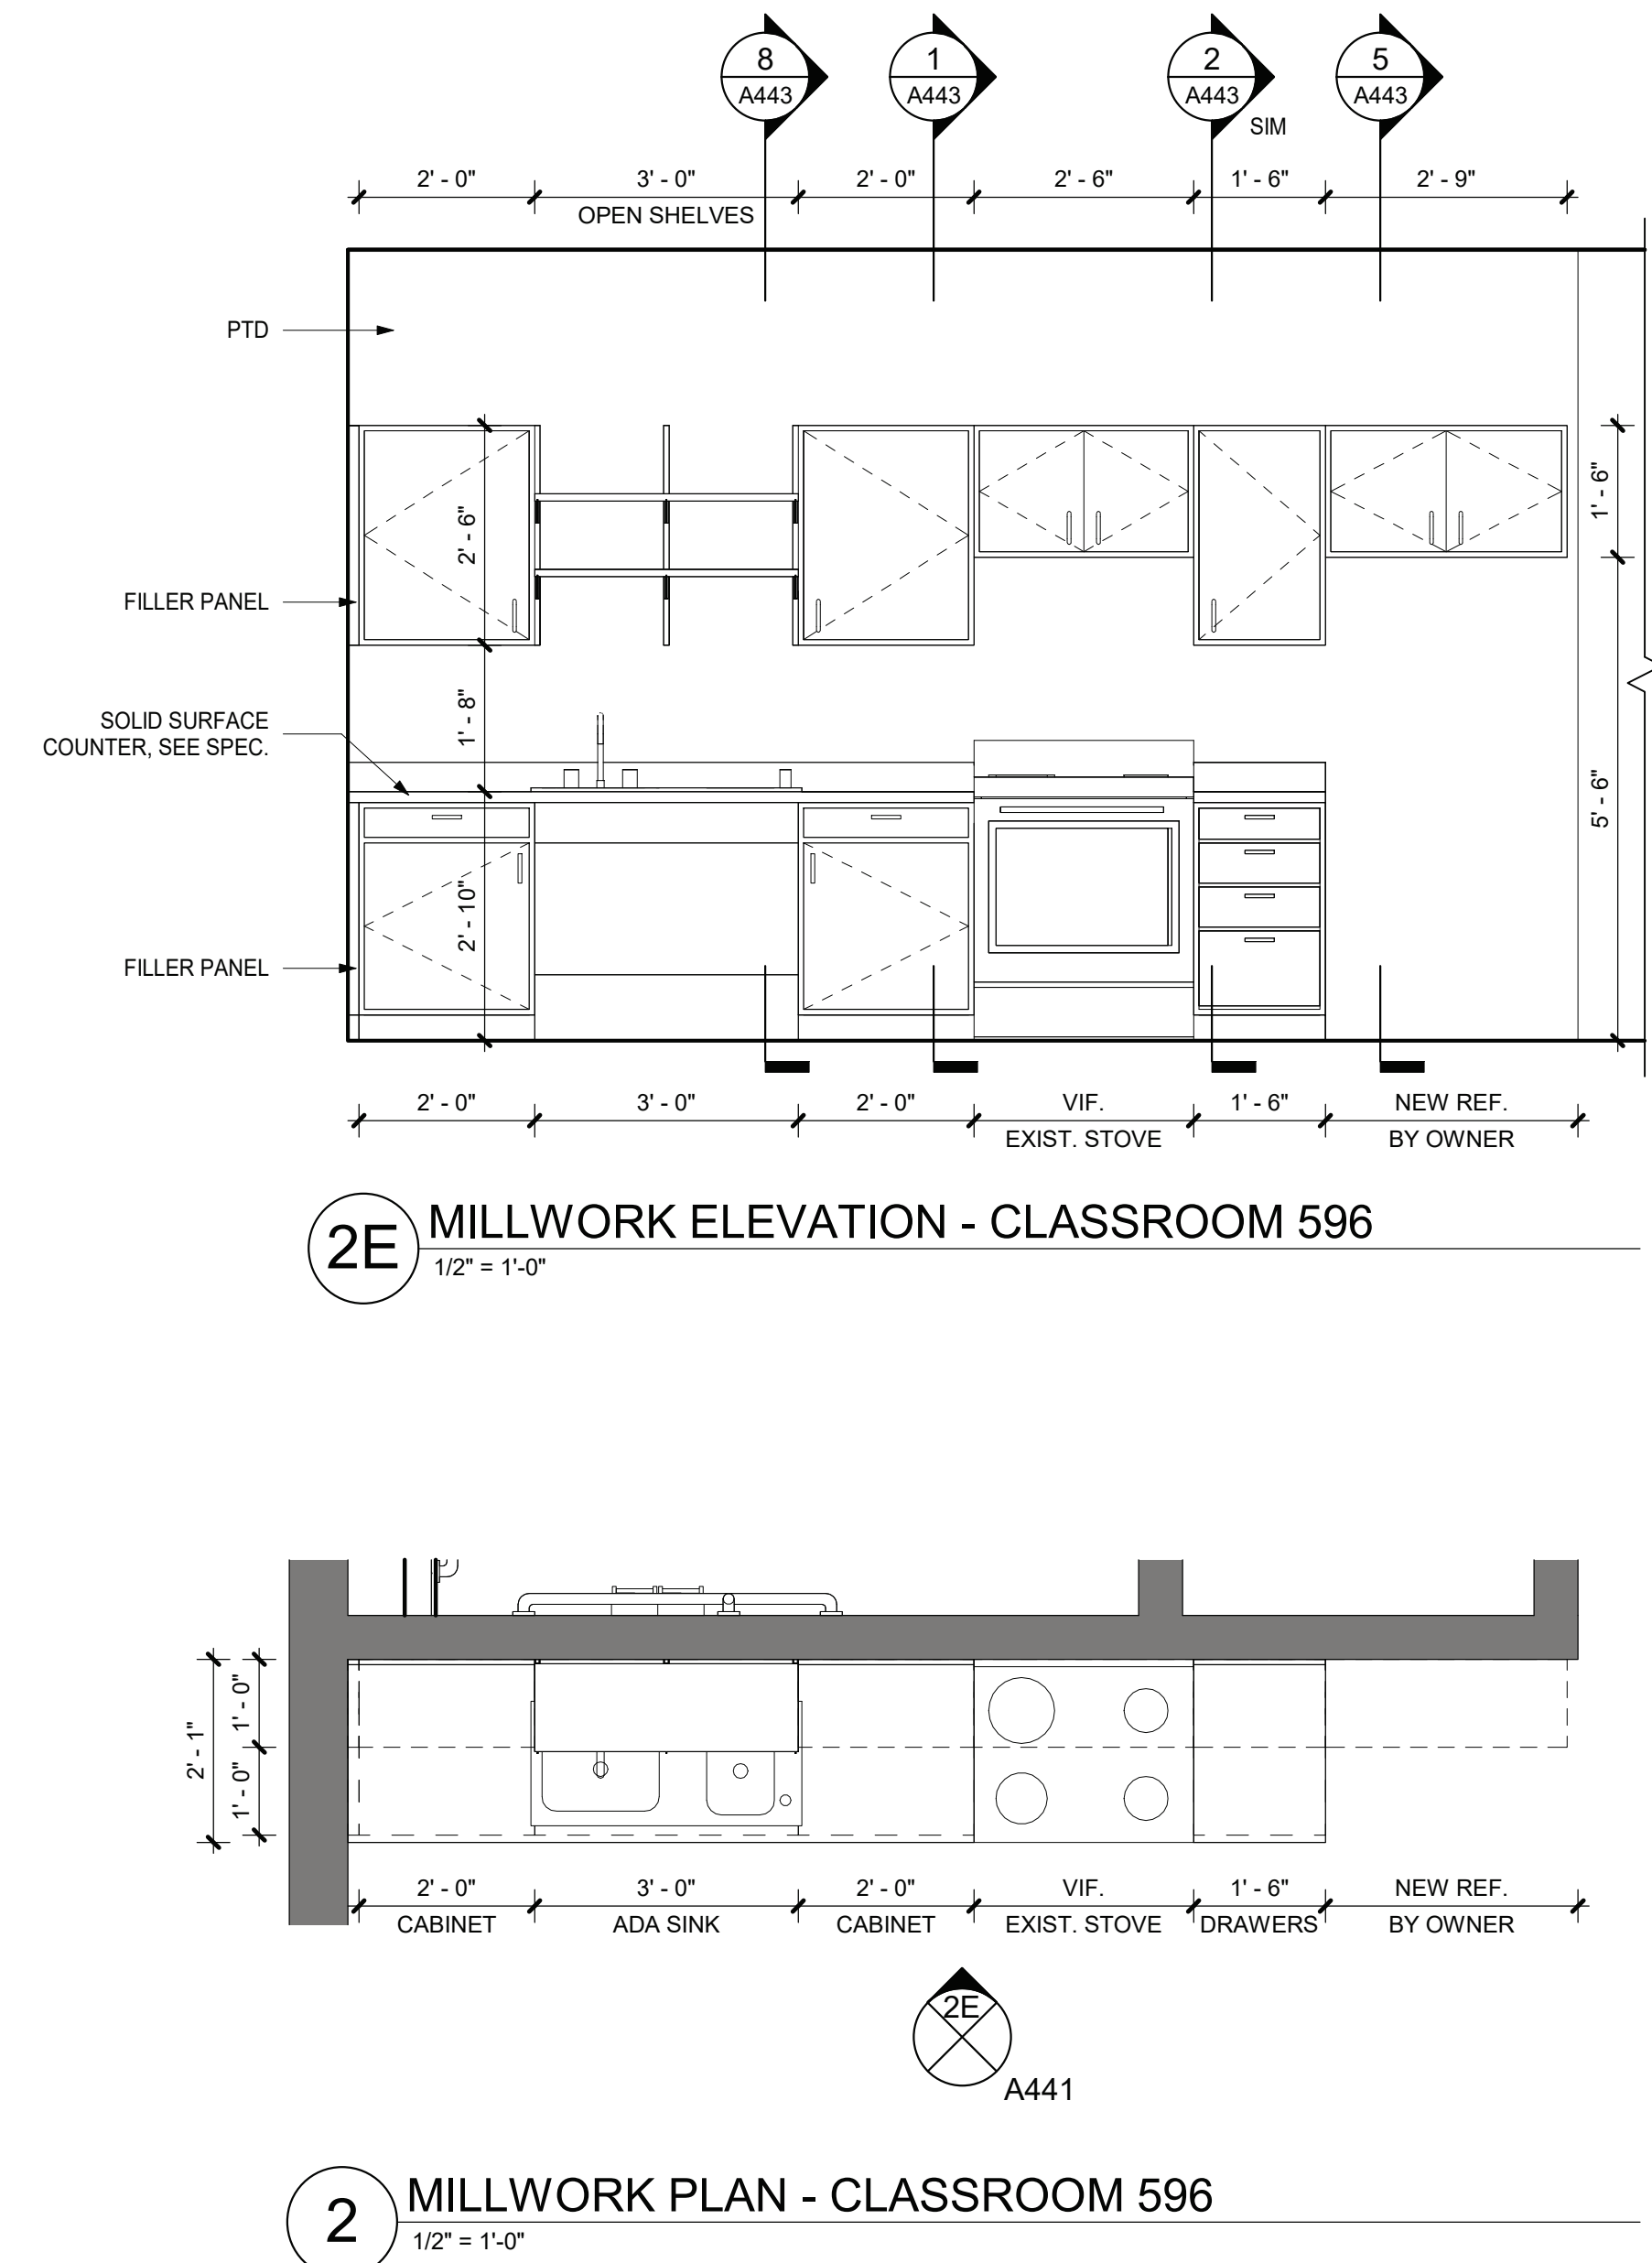 8
A443
1
A443
2
A443
SIM
5
A443
2' - 0"
3' - 0"
OPEN SHELVES
2' - 0"
2' - 6"
1' - 6"
2' - 9"
PTD
2' - 6"
1' - 6"
FILLER PANEL
1' - 8"
SOLID SURFACE
COUNTER, SEE SPEC.
5' - 6"
2' - 10"
FILLER PANEL
2' - 0"
3' - 0"
2' - 0"
VIF.
EXIST. STOVE
1' - 6"
NEW REF.
BY OWNER
2E
MILLWORK ELEVATION - CLASSROOM 596
1/2" = 1'-0"
2' - 1"
1' - 0"
1' - 0"
2' - 0"
CABINET
3' - 0"
ADA SINK
2' - 0"
CABINET
VIF.
EXIST. STOVE
1' - 6"
DRAWERS
NEW REF.
BY OWNER
2E
A441
2
MILLWORK PLAN - CLASSROOM 596
1/2" = 1'-0"